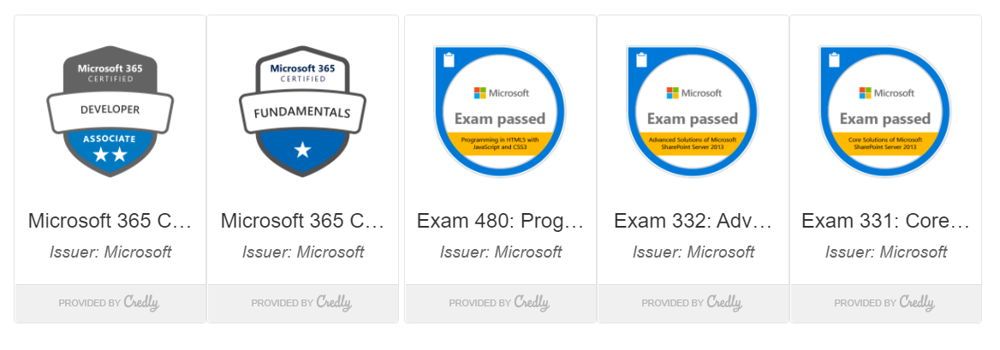 Microsoft 365
CERTIFIED
DEVELOPER
ASSOCIATE
Microsoft 365 C...
Issuer: Microsoft
PROVIDED BY Credly
Microsoft 365
CERTIFIED
FUNDAMENTALS
Microsoft 365 C...
Issuer: Microsoft
PROVIDED BY Credly
Microsoft
Exam passed
Programming in HTML5 with
JavaScript and CSS3
Exam 480: Prog...
Issuer: Microsoft
PROVIDED BY Credly
Microsoft
Exam passed
Advanced Solutions of Microsoft
SharePoint Server 2013
Exam 332: Adv...
Issuer: Microsoft
PROVIDED BY Credly
Microsoft
Exam passed
Core Solutions of Microsoft
SharePoint Server 2013
Exam 331: Core...
Issuer: Microsoft
PROVIDED BY Credly